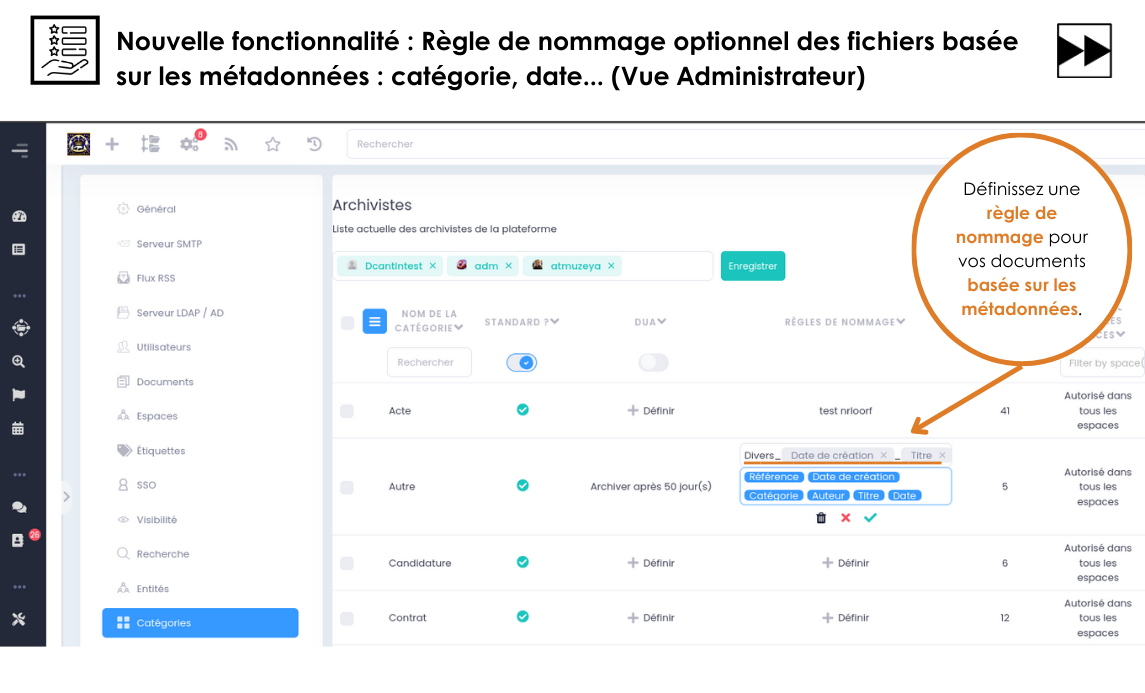 Nouvelle fonctionnalité : Règle de nommage optionnel des fichiers basée
sur les métadonnées : catégorie, date... (Vue Administrateur)
8
Rechercher
Définissez une
règle de
nommage pour
vos documents
basée sur les
métadonnées.
26
Général
Serveur SMTP
Flux RSS
Serveur LDAP / AD
Utilisateurs
Documents
Espaces
Étiquettes
SSO
Visibilité
Recherche
Entités
Catégories
Archivistes
Liste actuelle des archivistes de la plateforme
Dcantintest × adm × atmuzeya ×
Enregistrer
NOM DE LA
CATÉGORIE
STANDARD ?
DUA
RÈGLES DE NOMMAGE
Rechercher
Filter by space(
Acte
+ Définir
test nrioorf
41
Autorisé dans
tous les
espaces
Autre
Archiver après 50 jour(s)
Divers_ Date de création × _ Titre ×
Référence Date de création
Catégorie Auteur Titre Date
5
Autorisé dans
tous les
espaces
Candidature
+ Définir
+ Définir
6
Autorisé dans
tous les
espaces
Contrat
+ Définir
+ Définir
12
Autorisé dans
tous les
espaces